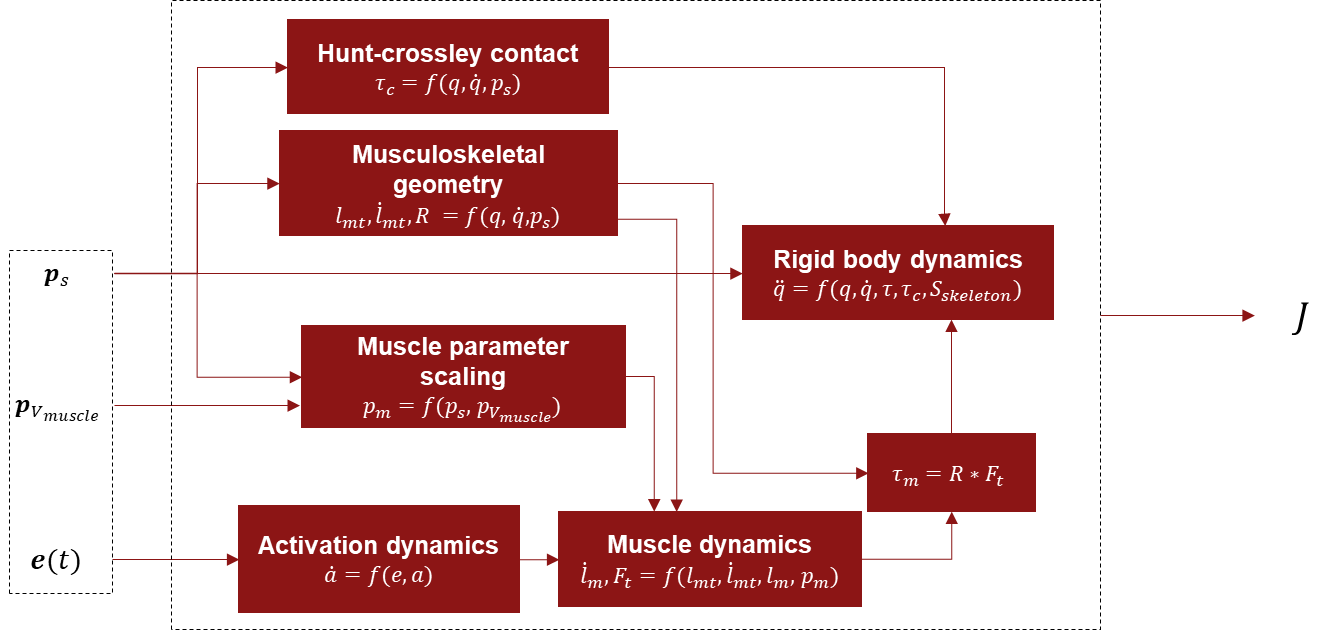 Hunt-crossley contact
τ_c = f(q, q̇, p_s)
Musculoskeletal
geometry
l_mt, l̇_mt, R = f(q, q̇, p_s)
p_s
Rigid body dynamics
q̈ = f(q, q̇, τ, τ_c, S_skeleton)
J
Muscle parameter
scaling
p_m = f(p_s, p_V_muscle)
p_V_muscle
τ_m = R * F_t
e(t)
Activation dynamics
ȧ = f(e, a)
Muscle dynamics
l̇_m, F_t = f(l_mt, l̇_mt, l_m, p_m)